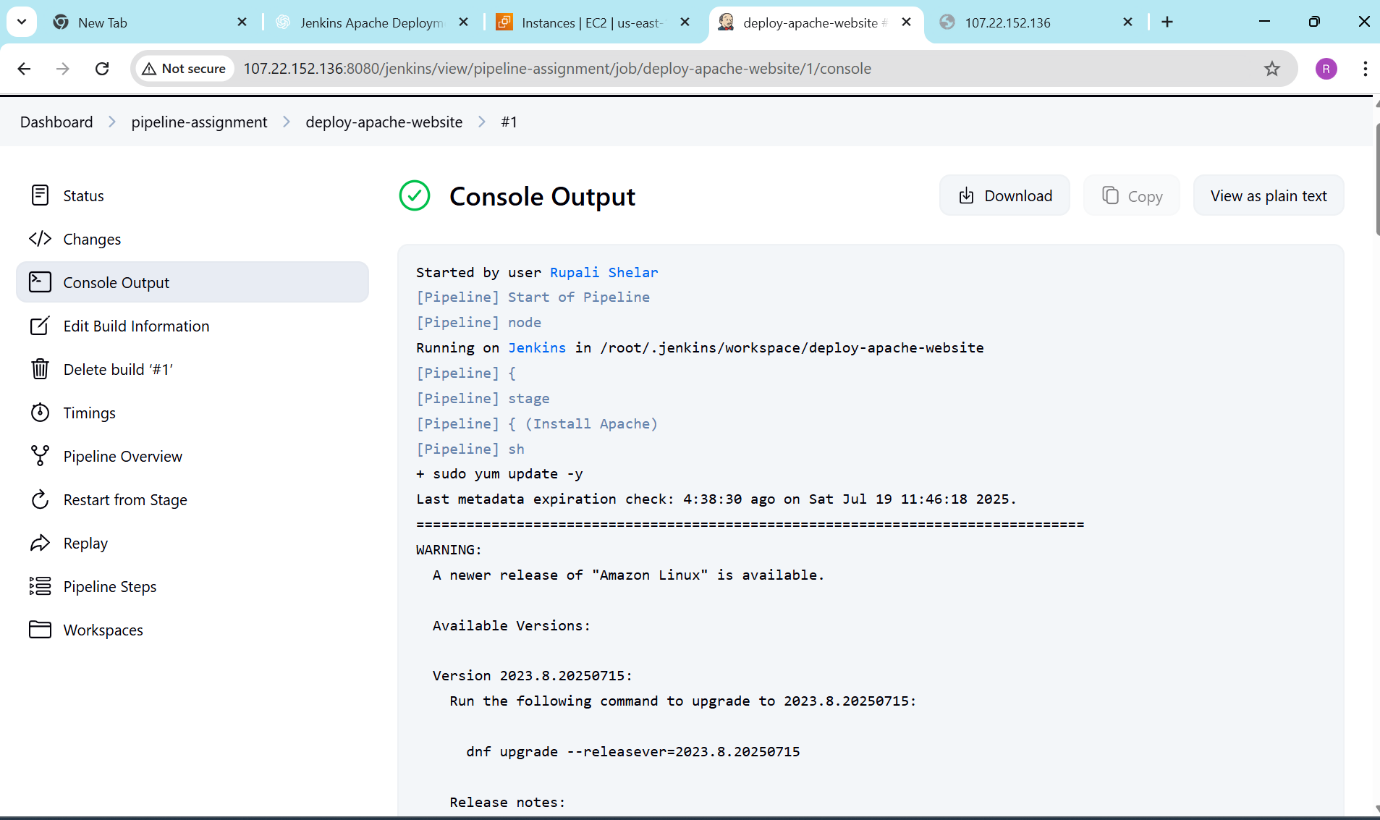 New Tab
Jenkins Apache Deploym
Instances | EC2 | us-east-
deploy-apache-website #
107.22.152.136
Not secure
107.22.152.136:8080/jenkins/view/pipeline-assignment/job/deploy-apache-website/1/console
R
Dashboard > pipeline-assignment > deploy-apache-website > #1
Status
Changes
Console Output
Edit Build Information
Delete build ‘#1’
Timings
Pipeline Overview
Restart from Stage
Replay
Pipeline Steps
Workspaces
Console Output
Download
Copy
View as plain text
Started by user Rupali Shelar
[Pipeline] Start of Pipeline
[Pipeline] node
Running on Jenkins in /root/.jenkins/workspace/deploy-apache-website
[Pipeline] {
[Pipeline] stage
[Pipeline] { (Install Apache)
[Pipeline] sh
+ sudo yum update -y
Last metadata expiration check: 4:38:30 ago on Sat Jul 19 11:46:18 2025.
================================================================================
WARNING:
A newer release of "Amazon Linux" is available.
Available Versions:
Version 2023.8.20250715:
Run the following command to upgrade to 2023.8.20250715:
dnf upgrade --releasever=2023.8.20250715
Release notes: